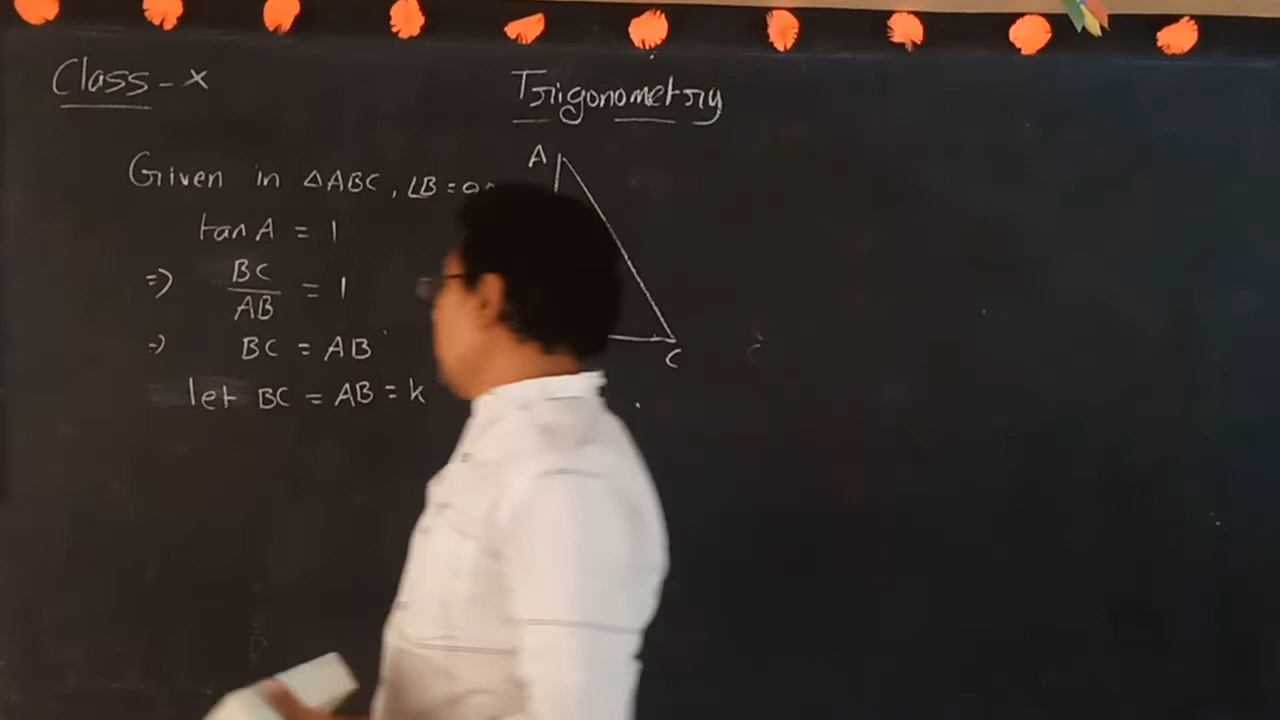 Class - X
Trigonometry
Given in △ABC, ∠B =
tan A = 1
=> BC/AB = 1
=> BC = AB
let BC = AB = k
A
C